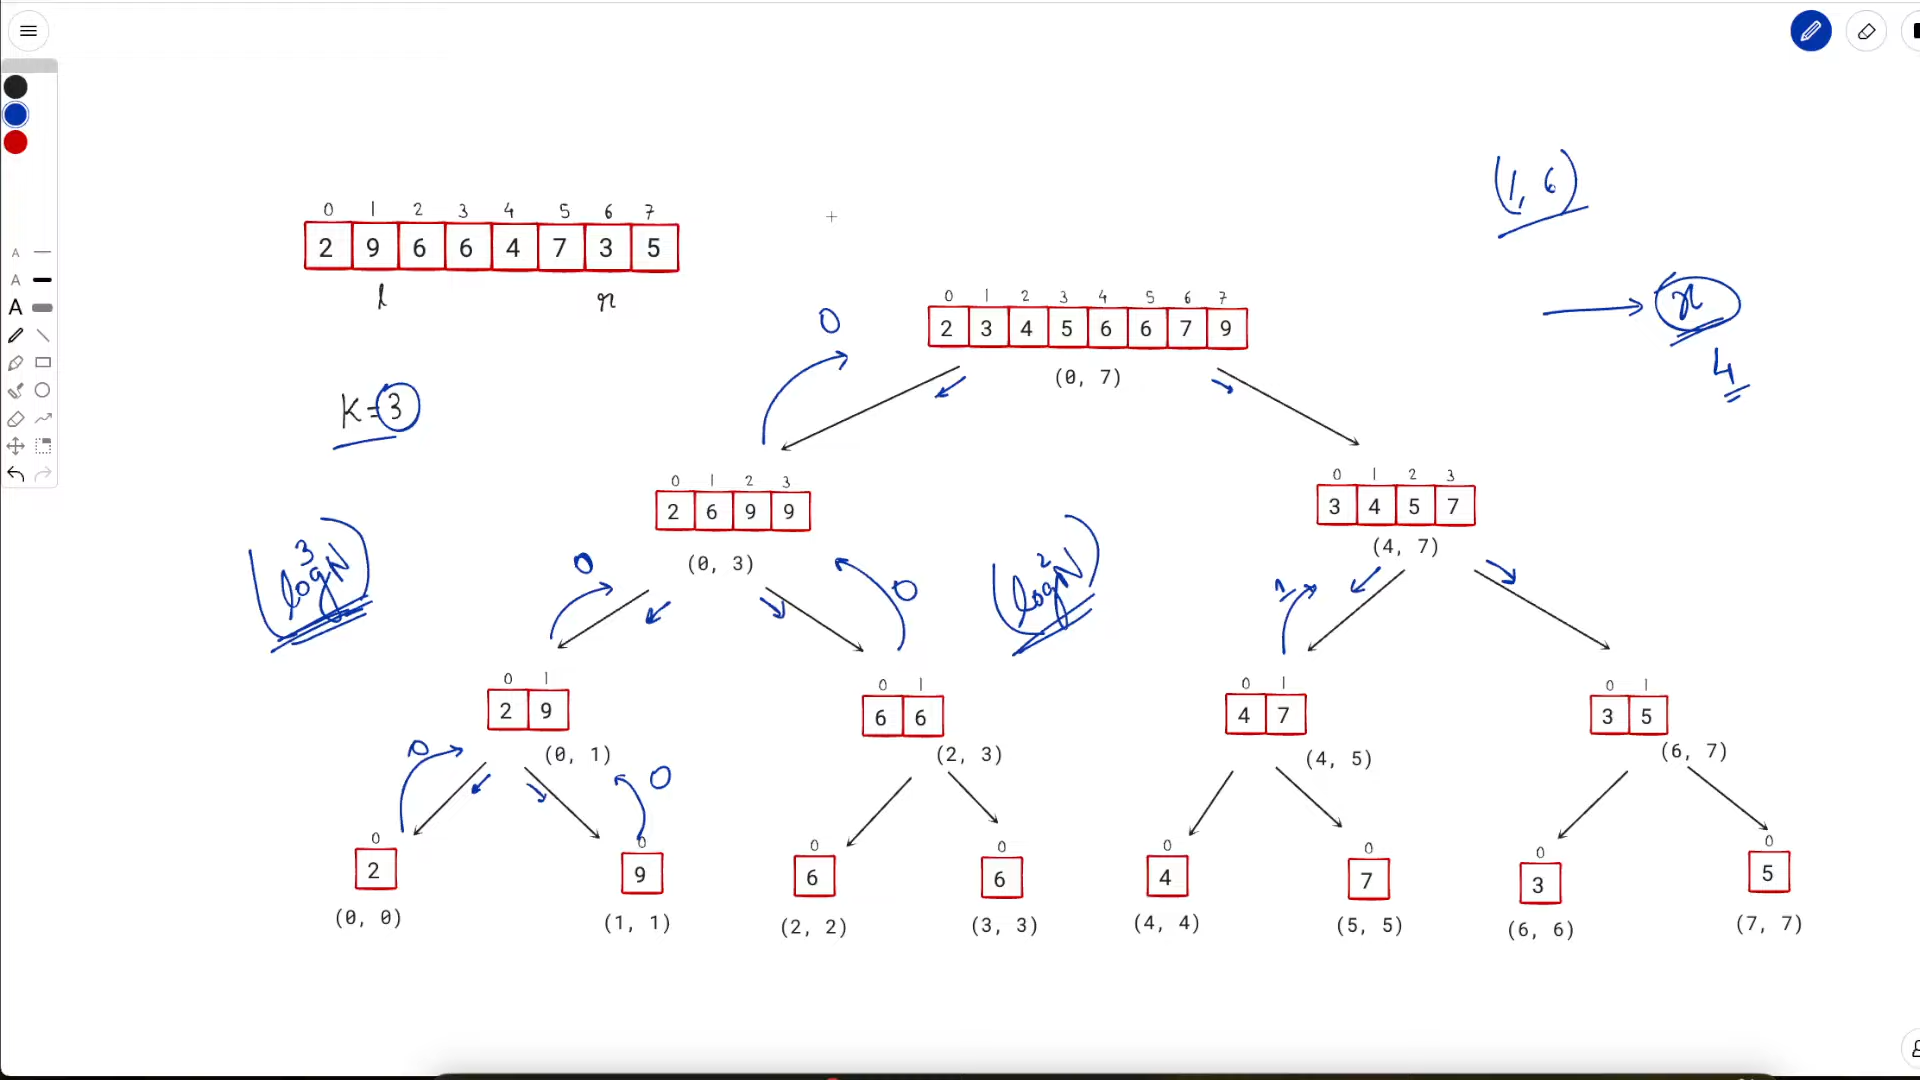 (1, 6)
0 1 2 3 4 5 6 7
2 9 6 6 4 7 3 5
l r
x
4
K=3
0
0 1 2 3 4 5 6 7
2 3 4 5 6 6 7 9
(0, 7)
0 1 2 3
2 6 9 9
(0, 3)
0 1 2 3
3 4 5 7
(4, 7)
(log³N)
0
0
(log²N)
1
0 1
2 9
(0, 1)
0 1
6 6
(2, 3)
0 1
4 7
(4, 5)
0 1
3 5
(6, 7)
0
0
0
2
(0, 0)
0
9
(1, 1)
0
6
(2, 2)
0
6
(3, 3)
0
4
(4, 4)
0
7
(5, 5)
0
3
(6, 6)
0
5
(7, 7)
A
A
A